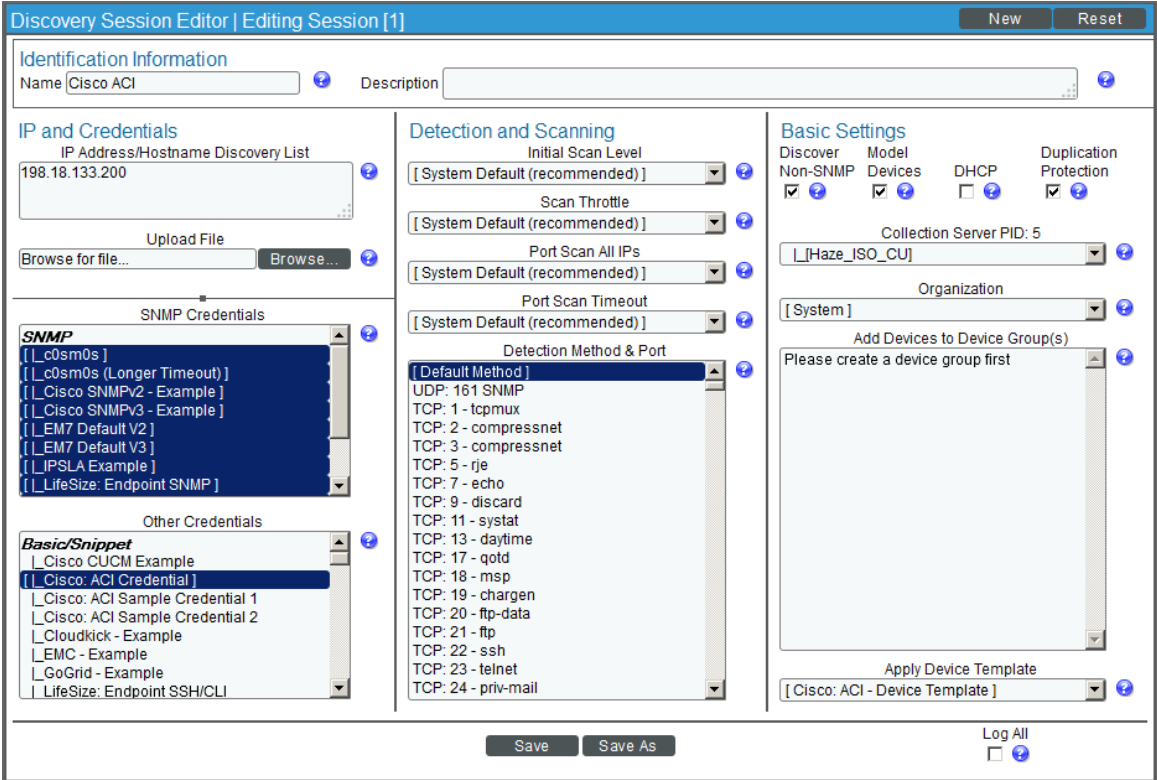 Discovery Session Editor | Editing Session [1]
New
Reset
Identification Information
Name Cisco ACI
Description
IP and Credentials
IP Address/Hostname Discovery List
198.18.133.200
Upload File
Browse for file...
Browse...
SNMP Credentials
SNMP
[ |_c0sm0s ]
[ |_c0sm0s (Longer Timeout) ]
[ |_Cisco SNMPv2 - Example ]
[ |_Cisco SNMPv3 - Example ]
[ |_EM7 Default V2 ]
[ |_EM7 Default V3 ]
[ |_IPSLA Example ]
[ |_LifeSize: Endpoint SNMP ]
Other Credentials
Basic/Snippet
|_Cisco CUCM Example
[ |_Cisco: ACI Credential ]
|_Cisco: ACI Sample Credential 1
|_Cisco: ACI Sample Credential 2
|_Cloudkick - Example
|_EMC - Example
|_GoGrid - Example
|_LifeSize: Endpoint SSH/CLI
Detection and Scanning
Initial Scan Level
[ System Default (recommended) ]
Scan Throttle
[ System Default (recommended) ]
Port Scan All IPs
[ System Default (recommended) ]
Port Scan Timeout
[ System Default (recommended) ]
Detection Method & Port
[ Default Method ]
UDP: 161 SNMP
TCP: 1 - tcpmux
TCP: 2 - compressnet
TCP: 3 - compressnet
TCP: 5 - rje
TCP: 7 - echo
TCP: 9 - discard
TCP: 11 - systat
TCP: 13 - daytime
TCP: 17 - qotd
TCP: 18 - msp
TCP: 19 - chargen
TCP: 20 - ftp-data
TCP: 21 - ftp
TCP: 22 - ssh
TCP: 23 - telnet
TCP: 24 - priv-mail
Basic Settings
Discover Non-SNMP
Model Devices
DHCP
Duplication Protection
Collection Server PID: 5
|_[Haze_ISO_CU]
Organization
[ System ]
Add Devices to Device Group(s)
Please create a device group first
Apply Device Template
[ Cisco: ACI - Device Template ]
Save
Save As
Log All